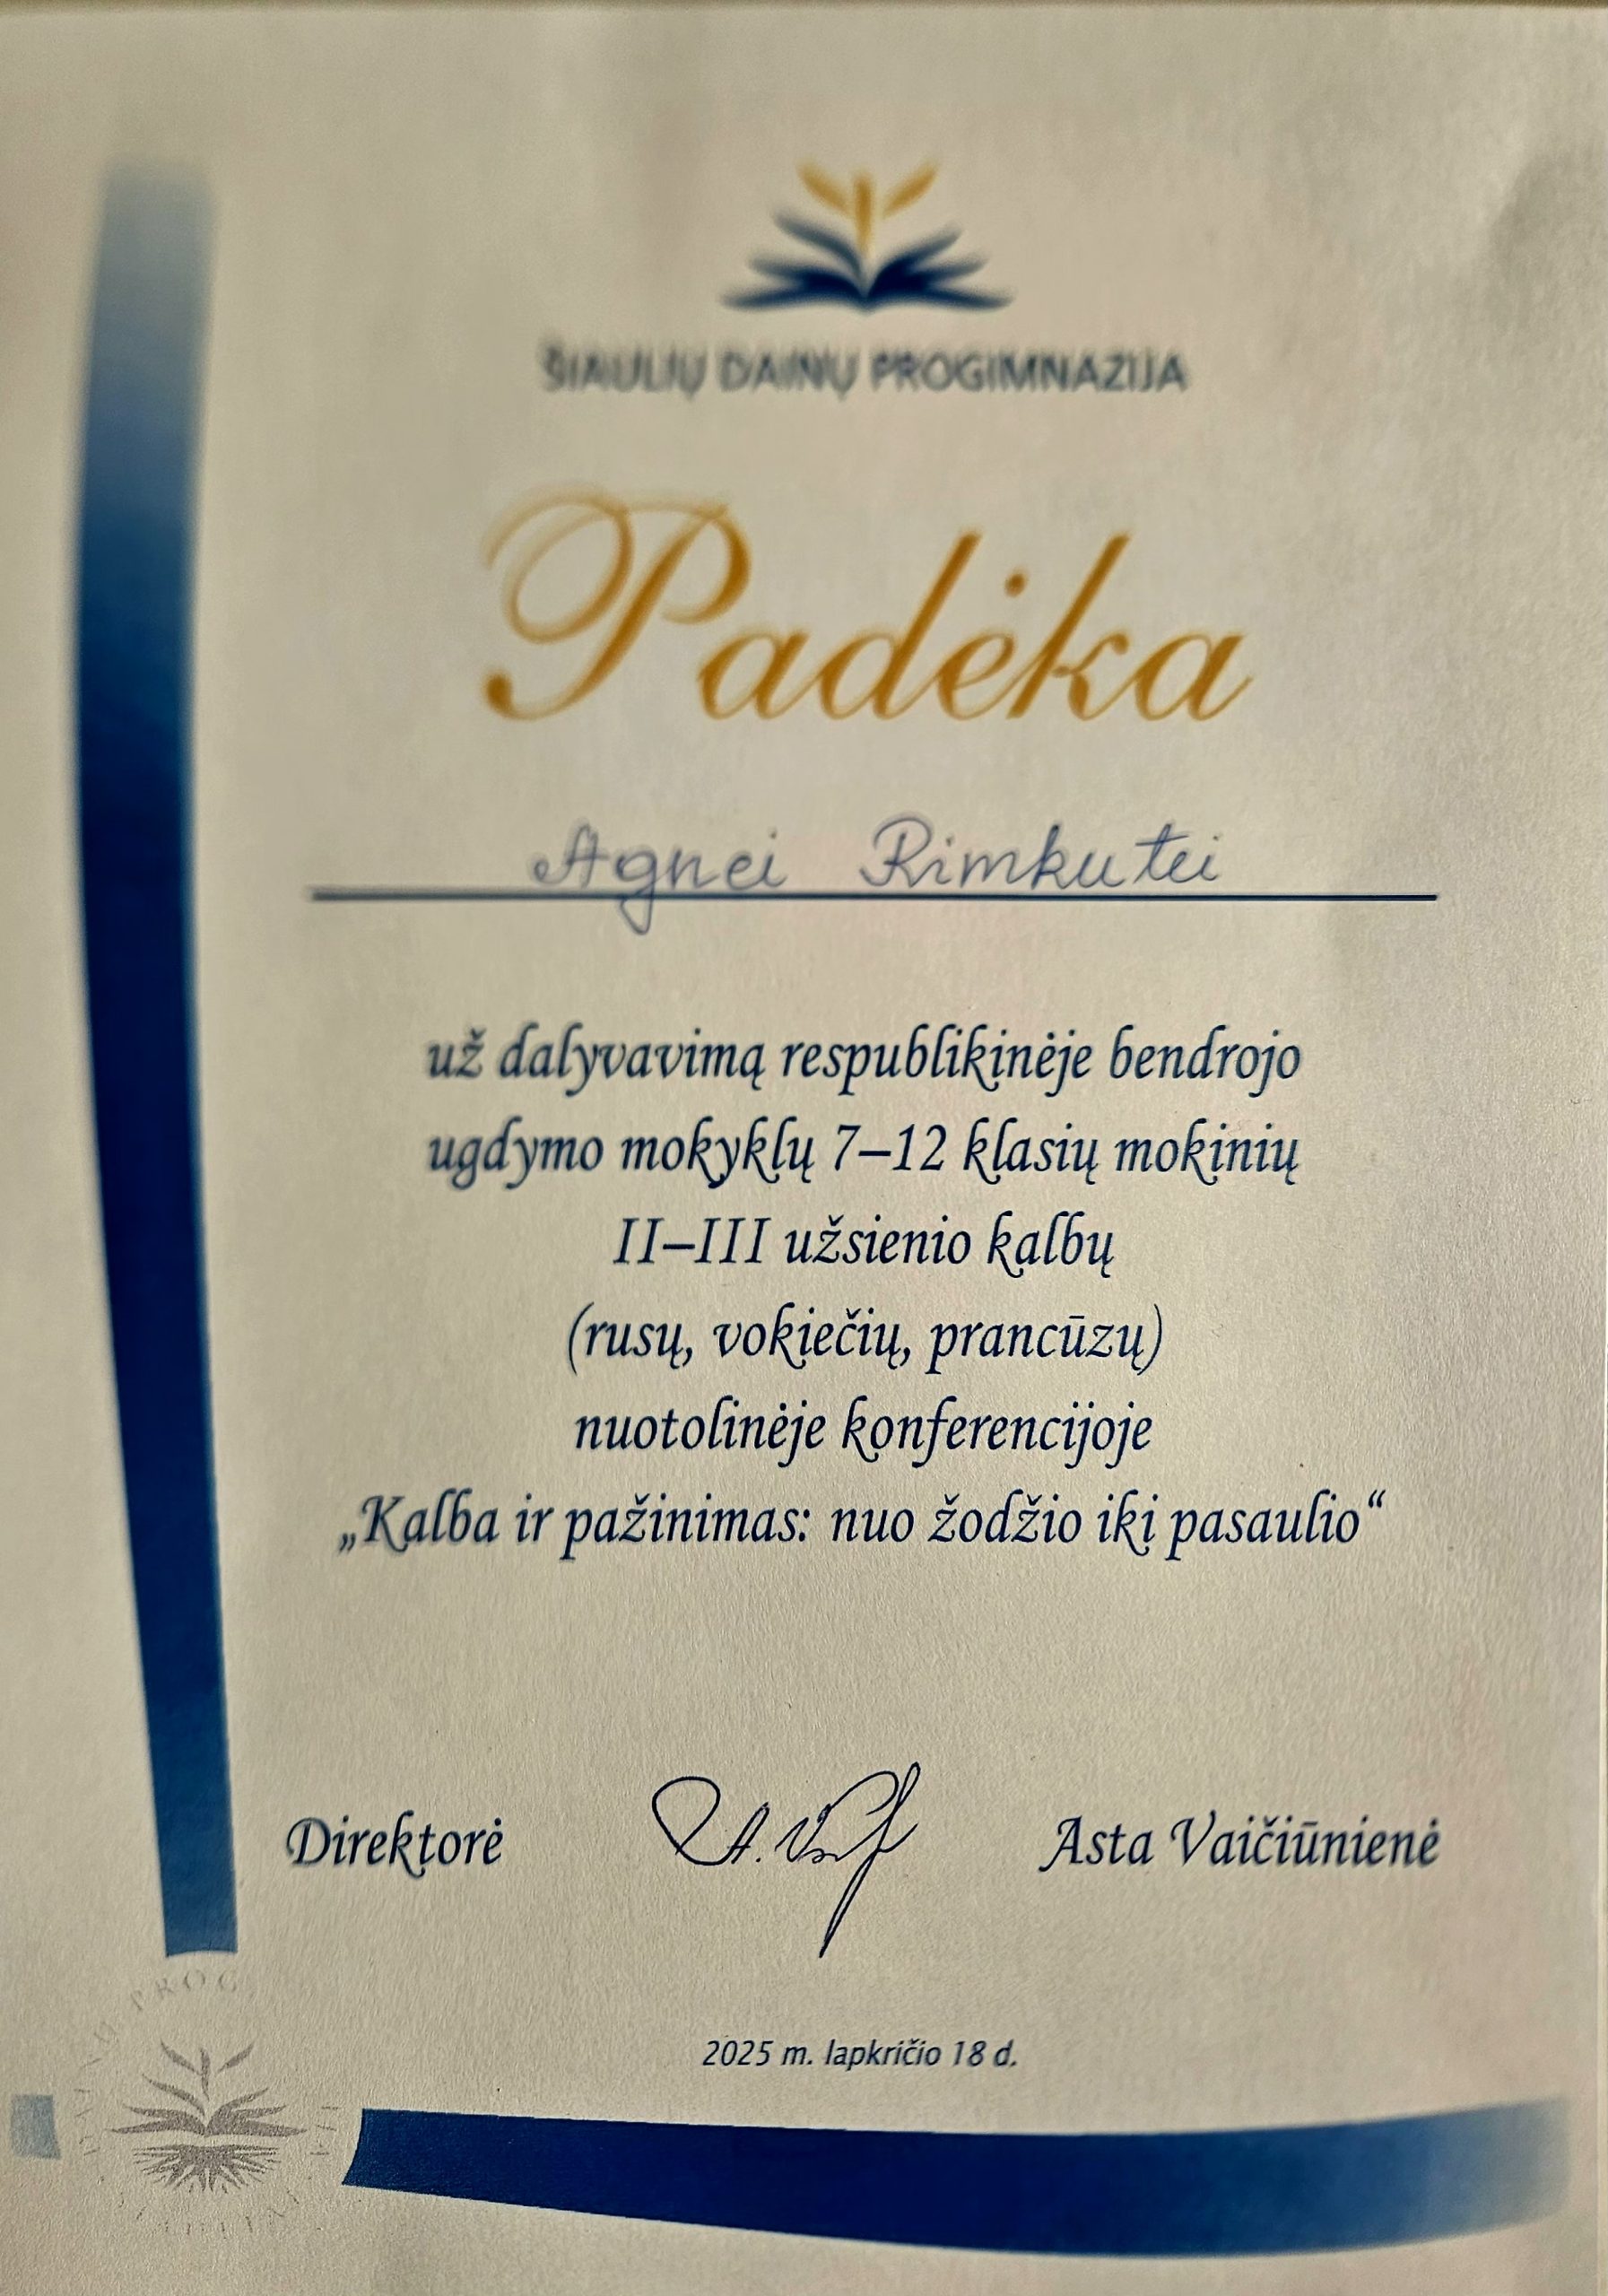 ŠIAULIŲ DAINŲ PROGIMNAZIJA
Padėka
Agnei Rimkutei
už dalyvavimą respublikinėje bendrojo
ugdymo mokyklų 7–12 klasių mokinių
II–III užsienio kalbų
(rusų, vokiečių, prancūzų)
nuotolinėje konferencijoje
„Kalba ir pažinimas: nuo žodžio iki pasaulio“
Direktorė Asta Vaičiūnienė
2025 m. lapkričio 18 d.